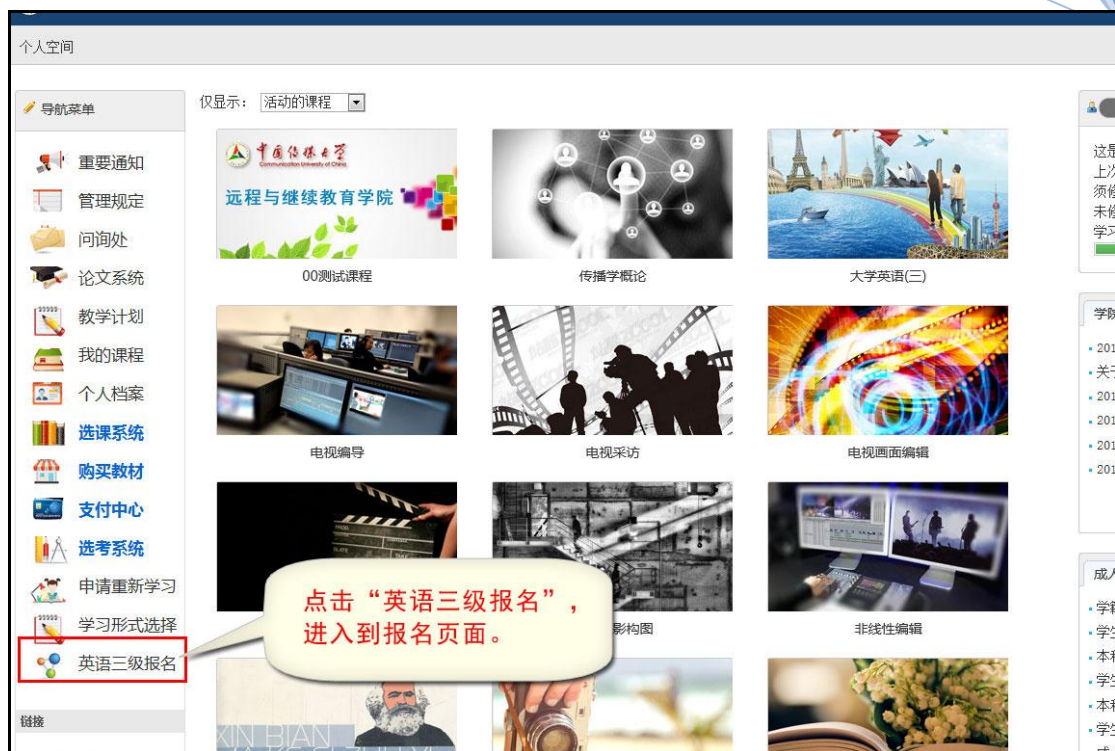 个人空间
导航菜单
重要通知
管理规定
问询处
论文系统
教学计划
我的课程
个人档案
选课系统
购买教材
支付中心
选考系统
申请重新学习
学习形式选择
英语三级报名
链接
仅显示： 活动的课程
中国传媒大学
Communication University of China
远程与继续教育学院
00测试课程
传播学概论
大学英语(三)
电视编导
电视采访
电视画面编辑
影构图
非线性编辑
点击“英语三级报名”，
进入到报名页面。
XIN BIAN
这是
上次
须修
未修
学习
学院
201
关于
201
201
201
201
成人
学籍
学生
本科
学生
本科
学生